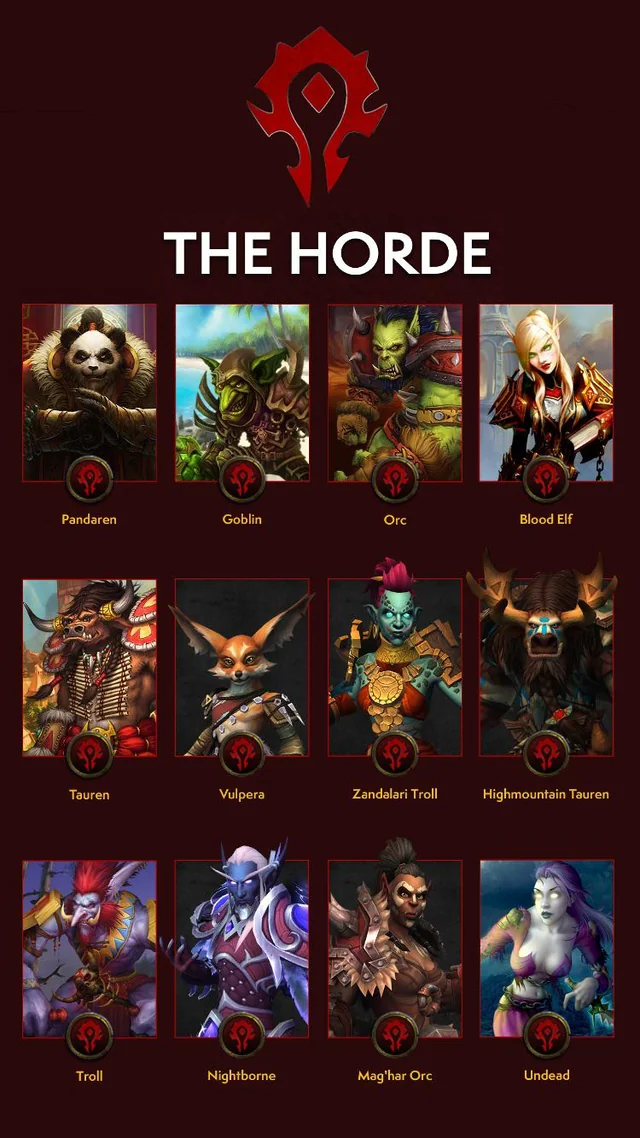 THE HORDE
Pandaren
Goblin
Orc
Blood Elf
Tauren
Vulpera
Zandalari Troll
Highmountain Tauren
Troll
Nightborne
Mag'har Orc
Undead